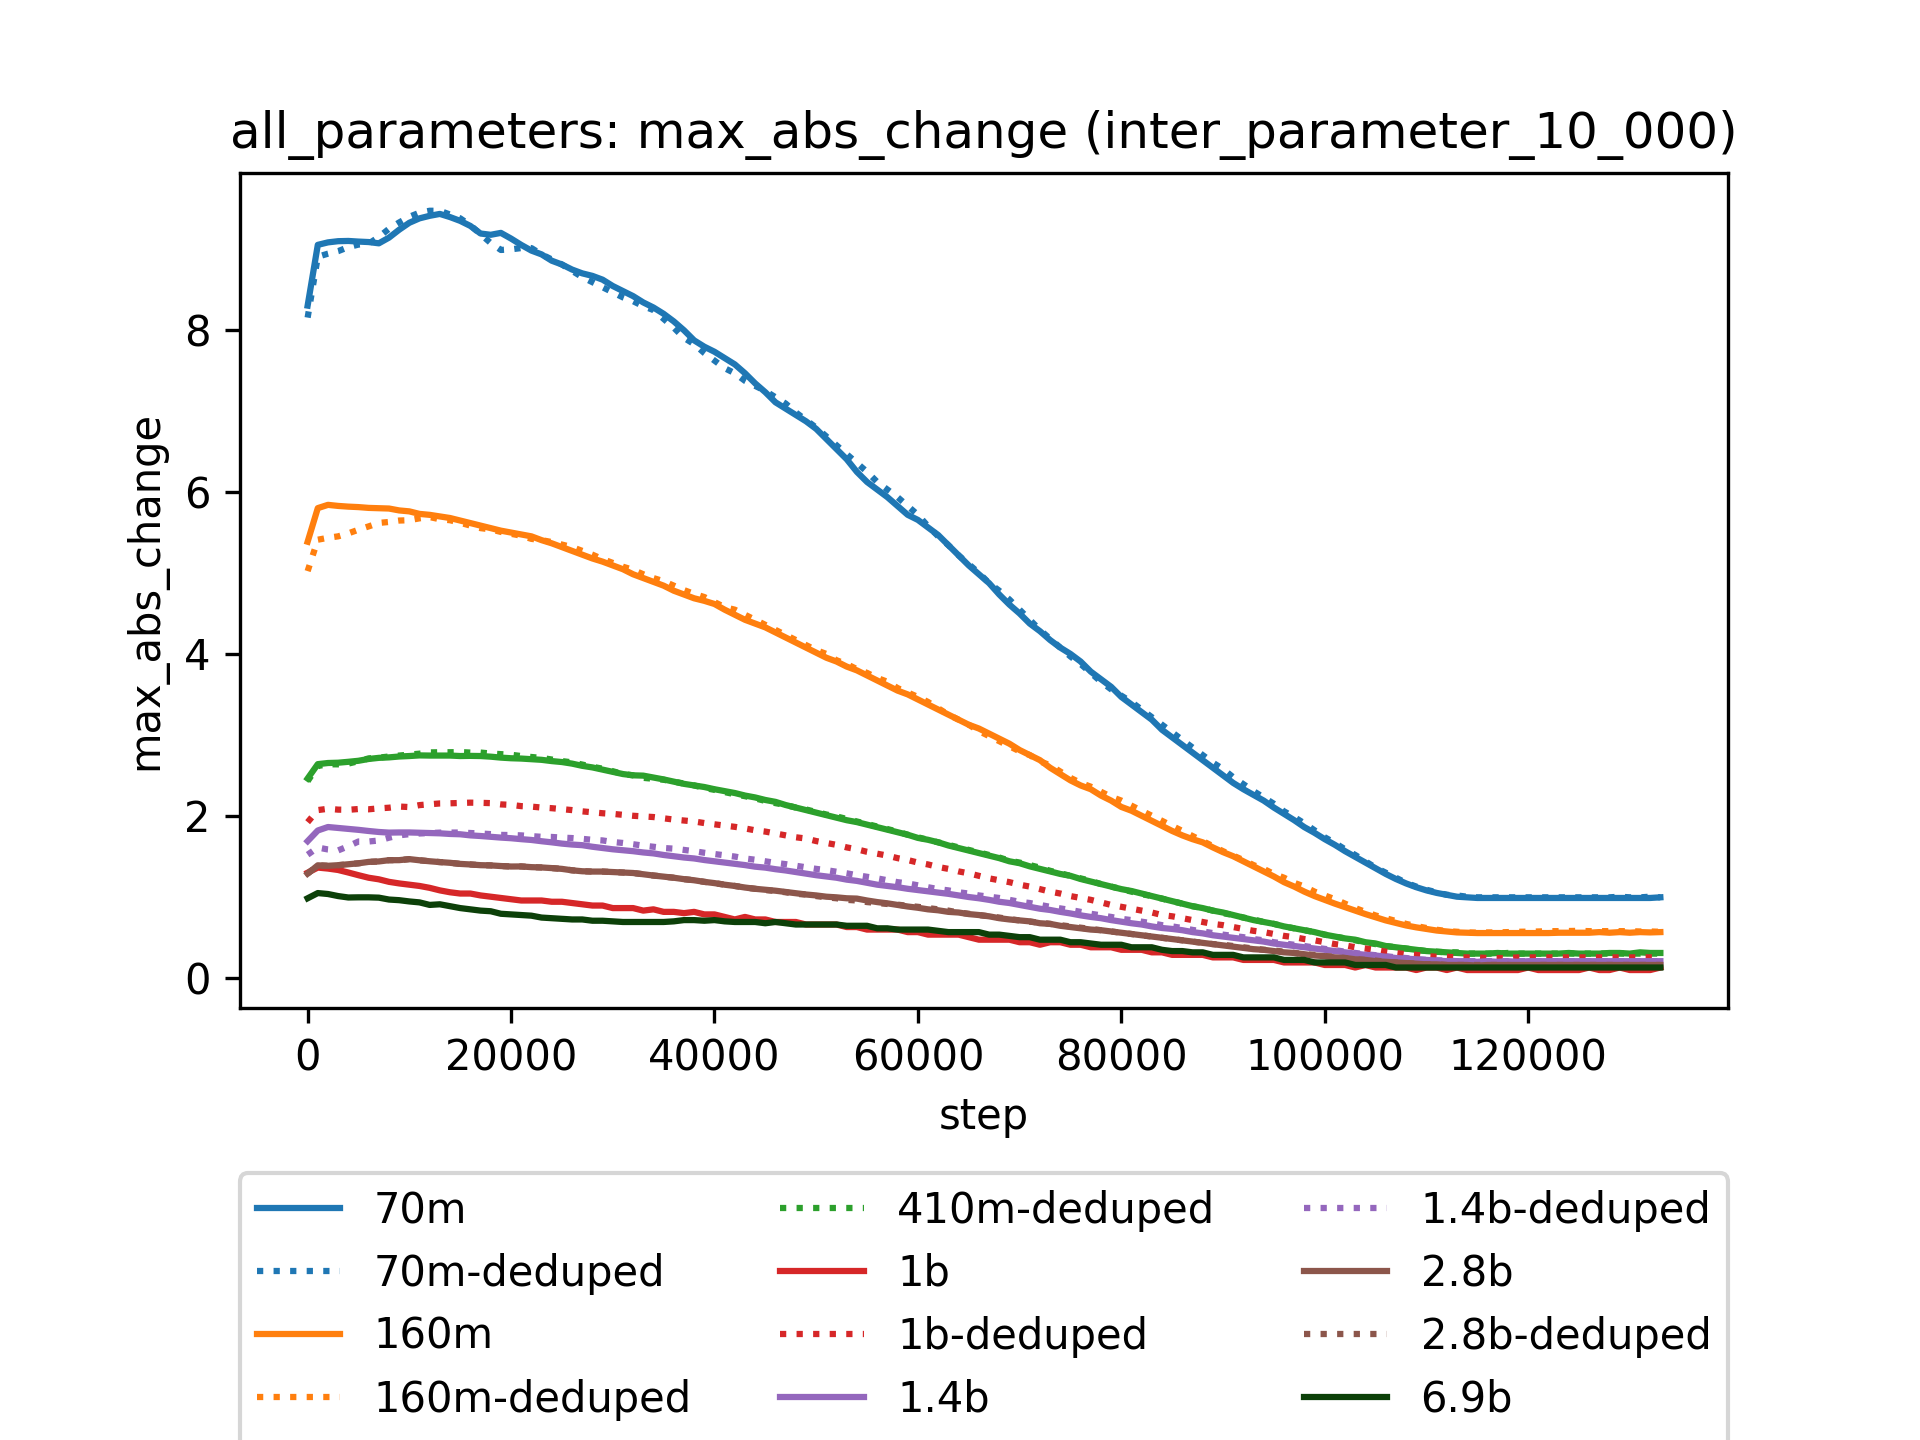 all_parameters: max_abs_change (inter_parameter_10_000)
max_abs_change
8
6
4
2
0
0 20000 40000 60000 80000 100000 120000
step
70m
70m-deduped
160m
160m-deduped
410m-deduped
1b
1b-deduped
1.4b
1.4b-deduped
2.8b
2.8b-deduped
6.9b